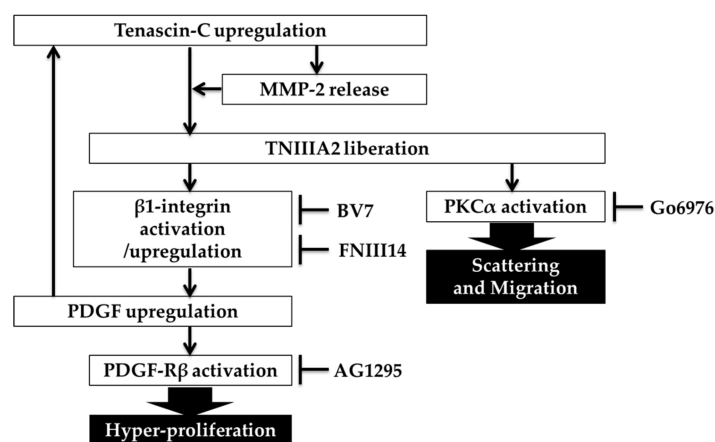 Tenascin-C upregulation
MMP-2 release
TNIIIA2 liberation
β1-integrin
activation
/upregulation
BV7
FNIII14
PKCα activation
Go6976
Scattering
and Migration
PDGF upregulation
PDGF-Rβ activation
AG1295
Hyper-proliferation